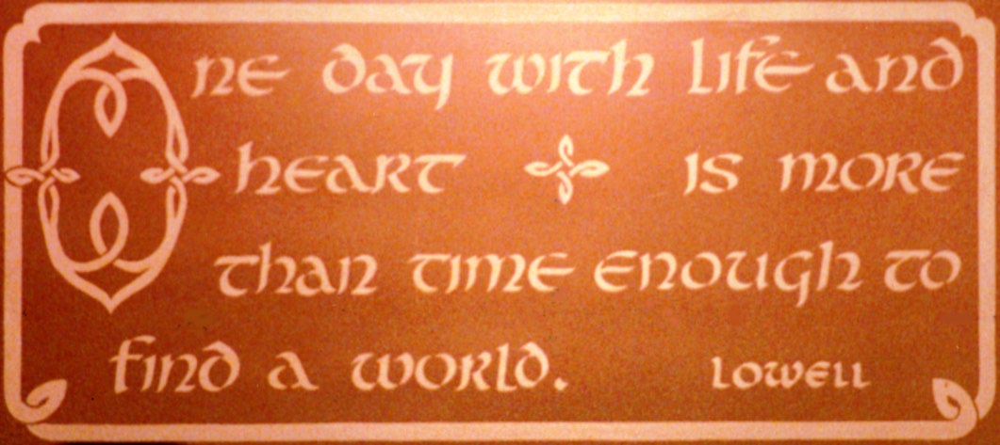 One day with life and
heart is more
than time enough to
find a world.
Lowell